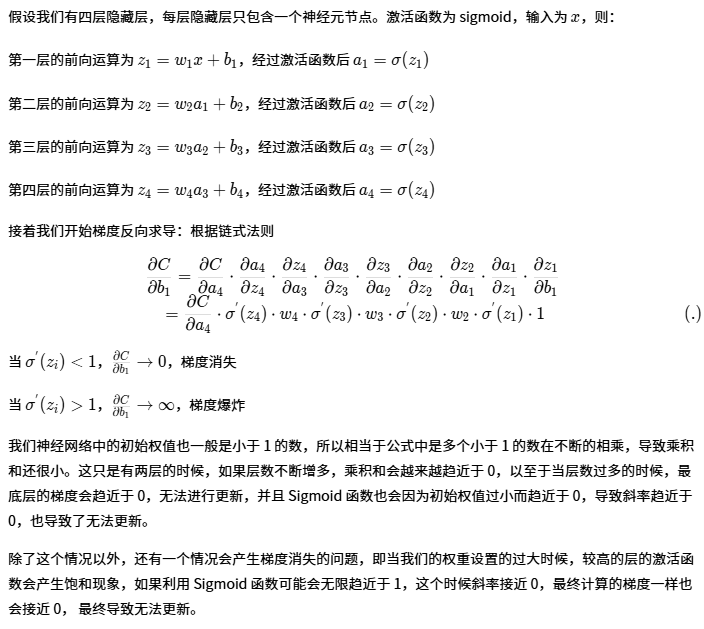 假设我们有四层隐藏层，每层隐藏层只包含一个神经元节点。激活函数为 sigmoid，输入为 $x$，则：
第一层的前向运算为 $z_1 = w_1 x + b_1$，经过激活函数后 $a_1 = \sigma(z_1)$
第二层的前向运算为 $z_2 = w_2 a_1 + b_2$，经过激活函数后 $a_2 = \sigma(z_2)$
第三层的前向运算为 $z_3 = w_3 a_2 + b_3$，经过激活函数后 $a_3 = \sigma(z_3)$
第四层的前向运算为 $z_4 = w_4 a_3 + b_4$，经过激活函数后 $a_4 = \sigma(z_4)$
接着我们开始梯度反向求导：根据链式法则
$\frac{\partial C}{\partial b_1} = \frac{\partial C}{\partial a_4} \cdot \frac{\partial a_4}{\partial z_4} \cdot \frac{\partial z_4}{\partial a_3} \cdot \frac{\partial a_3}{\partial z_3} \cdot \frac{\partial z_3}{\partial a_2} \cdot \frac{\partial a_2}{\partial z_2} \cdot \frac{\partial z_2}{\partial a_1} \cdot \frac{\partial a_1}{\partial z_1} \cdot \frac{\partial z_1}{\partial b_1}$
$= \frac{\partial C}{\partial a_4} \cdot \sigma^{'}(z_4) \cdot w_4 \cdot \sigma^{'}(z_3) \cdot w_3 \cdot \sigma^{'}(z_2) \cdot w_2 \cdot \sigma^{'}(z_1) \cdot 1$ (.)
当 $\sigma^{'}(z_i) < 1$，$\frac{\partial C}{\partial b_1} \to 0$，梯度消失
当 $\sigma^{'}(z_i) > 1$，$\frac{\partial C}{\partial b_1} \to \infty$，梯度爆炸
我们神经网络中的初始权值也一般是小于 1 的数，所以相当于公式中是多个小于 1 的数在不断的相乘，导致乘积
和还很小。这只是有两层的时候，如果层数不断增多，乘积和会越来越趋近于 0，以至于当层数过多的时候，最
底层的梯度会趋近于 0，无法进行更新，并且 Sigmoid 函数也会因为初始权值过小而趋近于 0，导致斜率趋近于
0，也导致了无法更新。
除了这个情况以外，还有一个情况会产生梯度消失的问题，即当我们的权重设置的过大时候，较高的层的激活函
数会产生饱和现象，如果利用 Sigmoid 函数可能会无限趋近于 1，这个时候斜率接近 0，最终计算的梯度一样也
会接近 0， 最终导致无法更新。